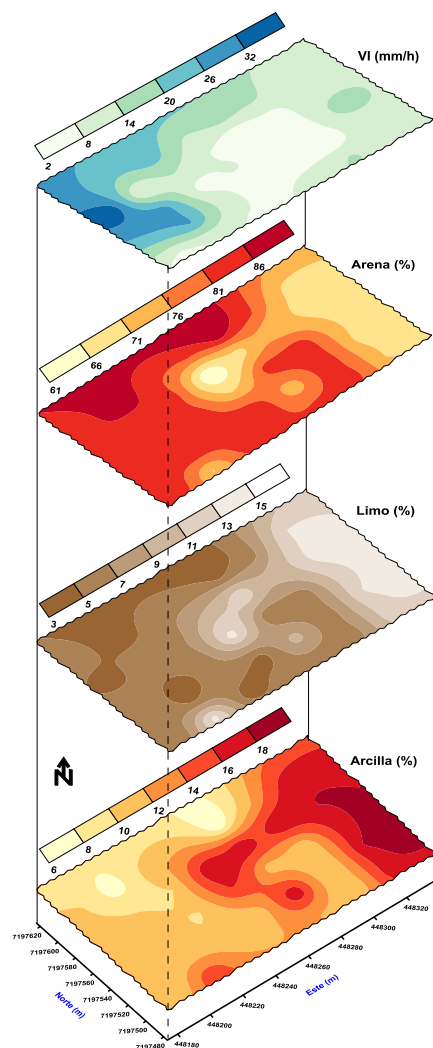 VI (mm/h)
2 8 14 20 26 32
Arena (%)
61 66 71 76 81 86
Limo (%)
3 5 7 9 11 13 15
N
Arcilla (%)
6 8 10 12 14 16 18
7197620
7197600
7197580
7197560
7197540
7197520
7197500
7197480
Norte (m)
448180
448200
448220
448240
448260
448280
448300
448320
Este (m)